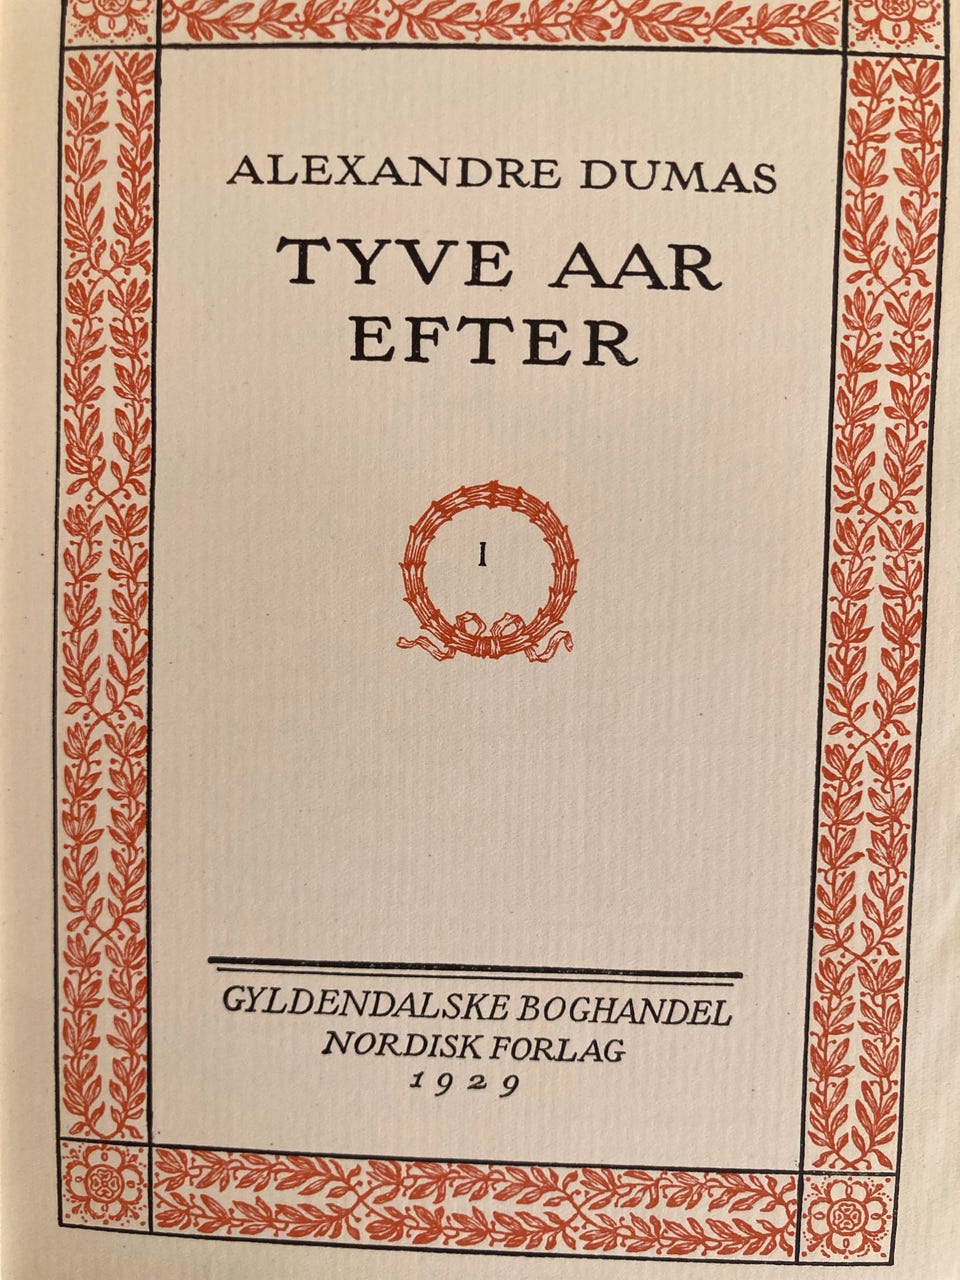 ALEXANDRE DUMAS
TYVE AAR
EFTER
I
GYLDENDALSKE BOGHANDEL
NORDISK FORLAG
1929